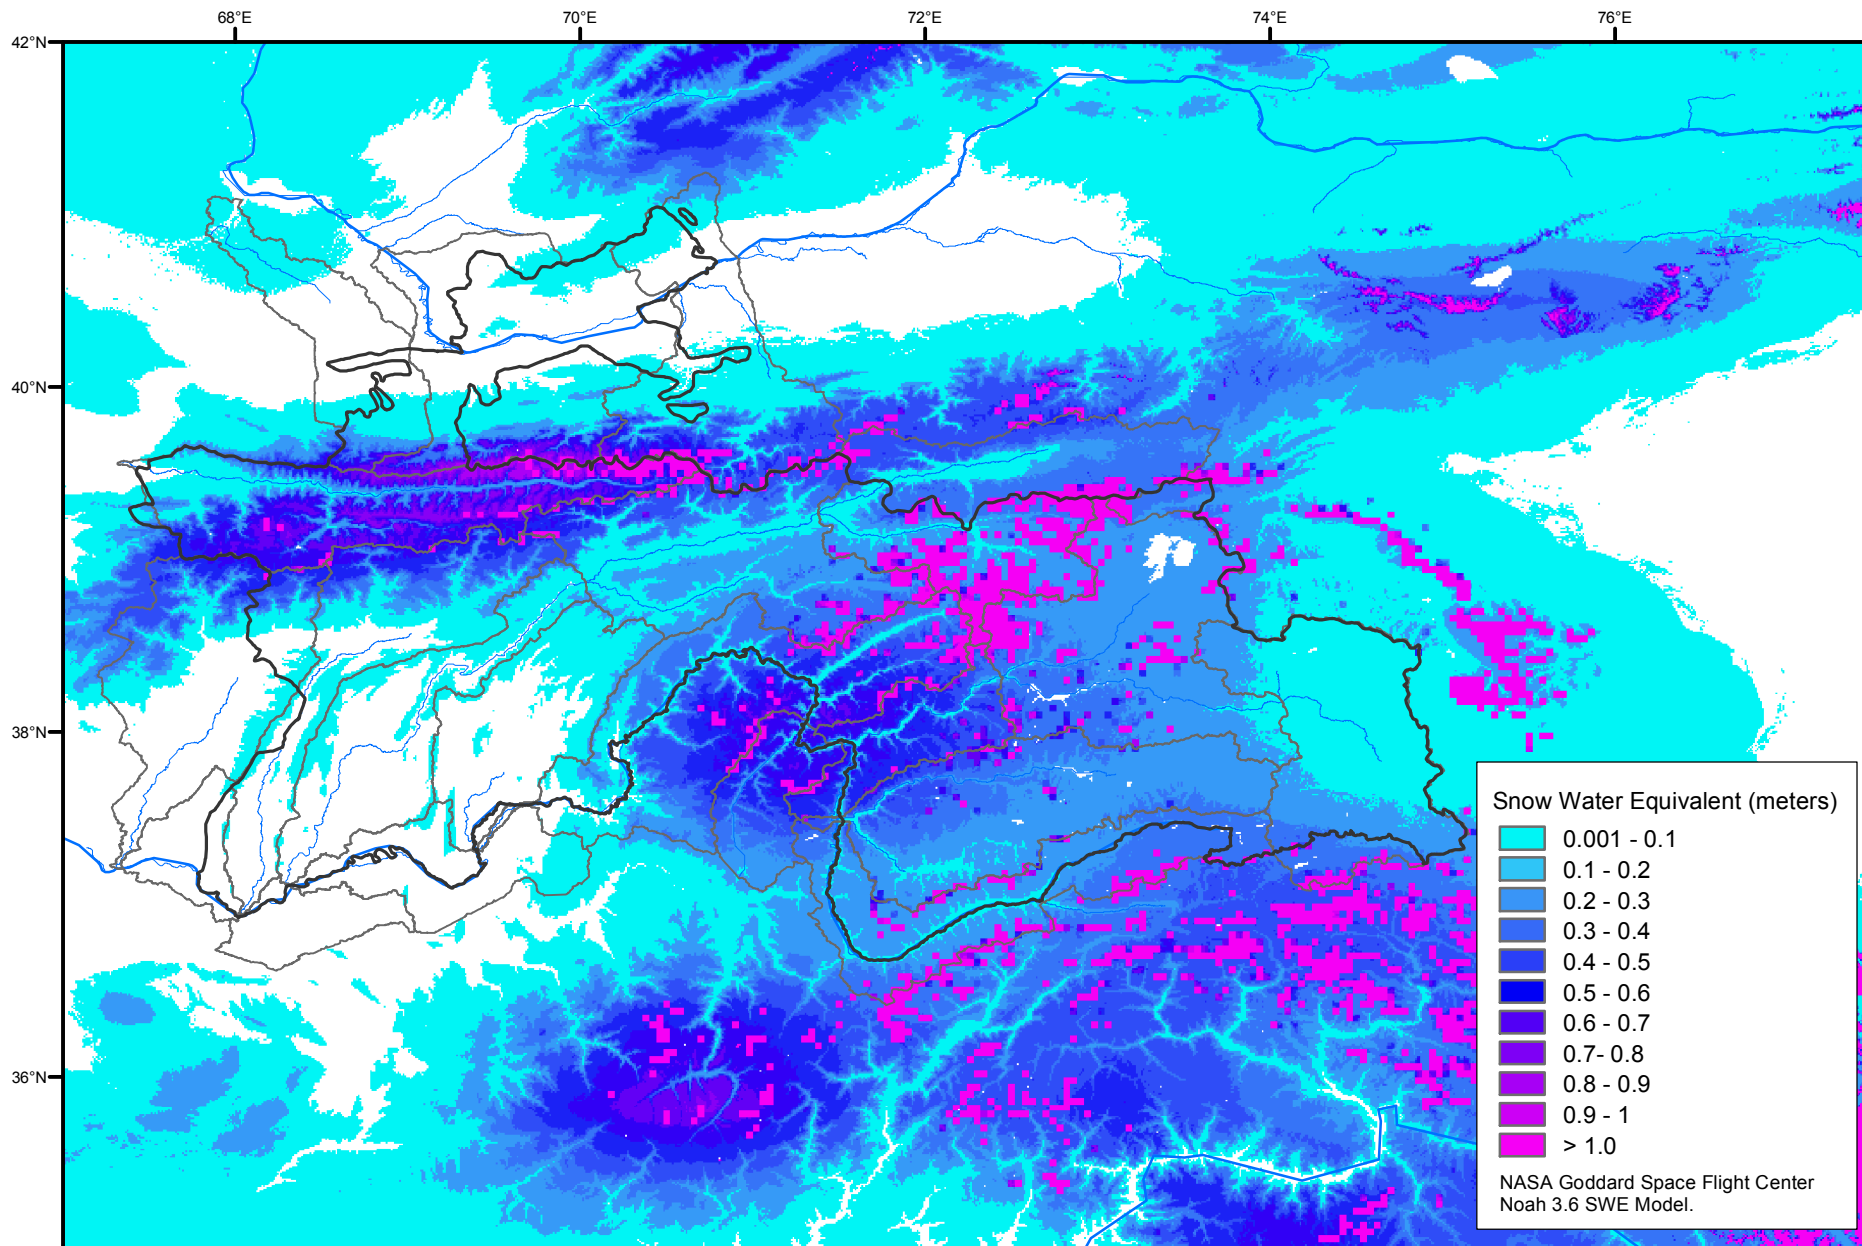 68°E 70°E 72°E 74°E 76°E
42°N
40°N
38°N
36°N
Snow Water Equivalent (meters)
0.001 - 0.1
0.1 - 0.2
0.2 - 0.3
0.3 - 0.4
0.4 - 0.5
0.5 - 0.6
0.6 - 0.7
0.7- 0.8
0.8 - 0.9
0.9 - 1
> 1.0
NASA Goddard Space Flight Center
Noah 3.6 SWE Model.